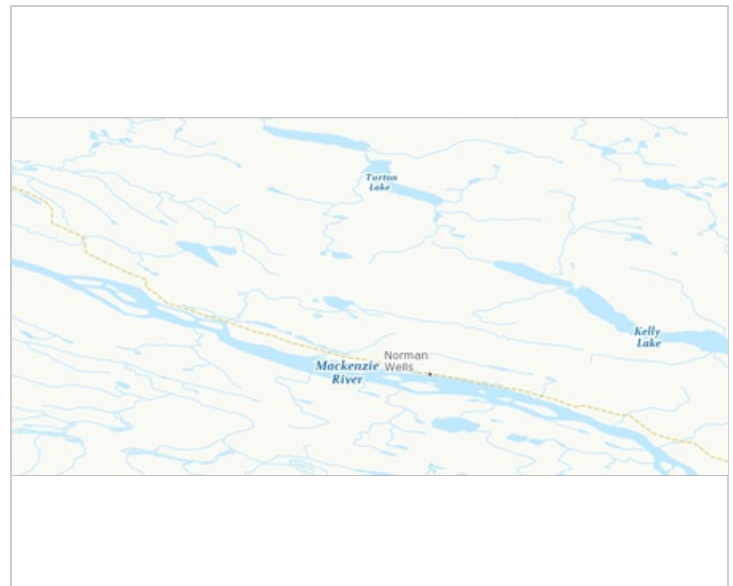 Turton
Lake
Kelly
Lake
Norman
Wells
Mackenzie
River